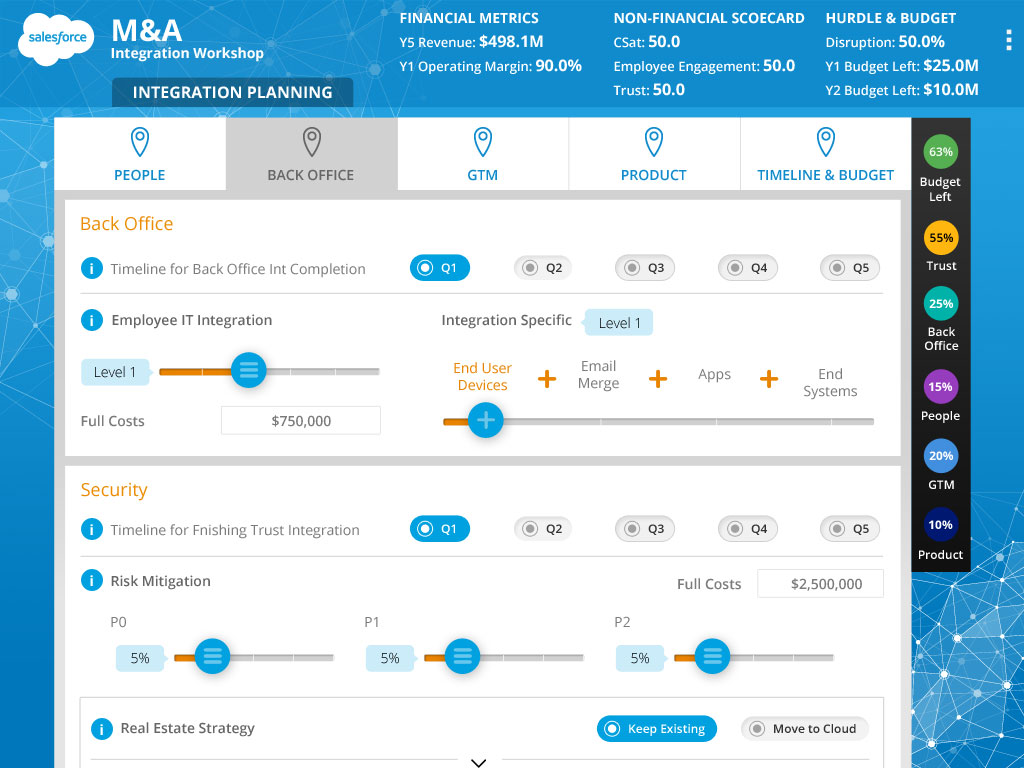 salesforce
M&A
Integration Workshop
INTEGRATION PLANNING
FINANCIAL METRICS
Y5 Revenue: $498.1M
Y1 Operating Margin: 90.0%
NON-FINANCIAL SCOECARD
CSat: 50.0
Employee Engagement: 50.0
Trust: 50.0
HURDLE & BUDGET
Disruption: 50.0%
Y1 Budget Left: $25.0M
Y2 Budget Left: $10.0M
PEOPLE
BACK OFFICE
GTM
PRODUCT
TIMELINE & BUDGET
Back Office
i Timeline for Back Office Int Completion
Q1 Q2 Q3 Q4 Q5
i Employee IT Integration
Level 1
Full Costs $750,000
Integration Specific Level 1
End User
Devices
+
Email
Merge
+
Apps
+
End
Systems
+
Security
i Timeline for Fnishing Trust Integration
Q1 Q2 Q3 Q4 Q5
i Risk Mitigation
Full Costs $2,500,000
P0
5%
P1
5%
P2
5%
i Real Estate Strategy
Keep Existing
Move to Cloud
63%
Budget
Left
55%
Trust
25%
Back
Office
15%
People
20%
GTM
10%
Product